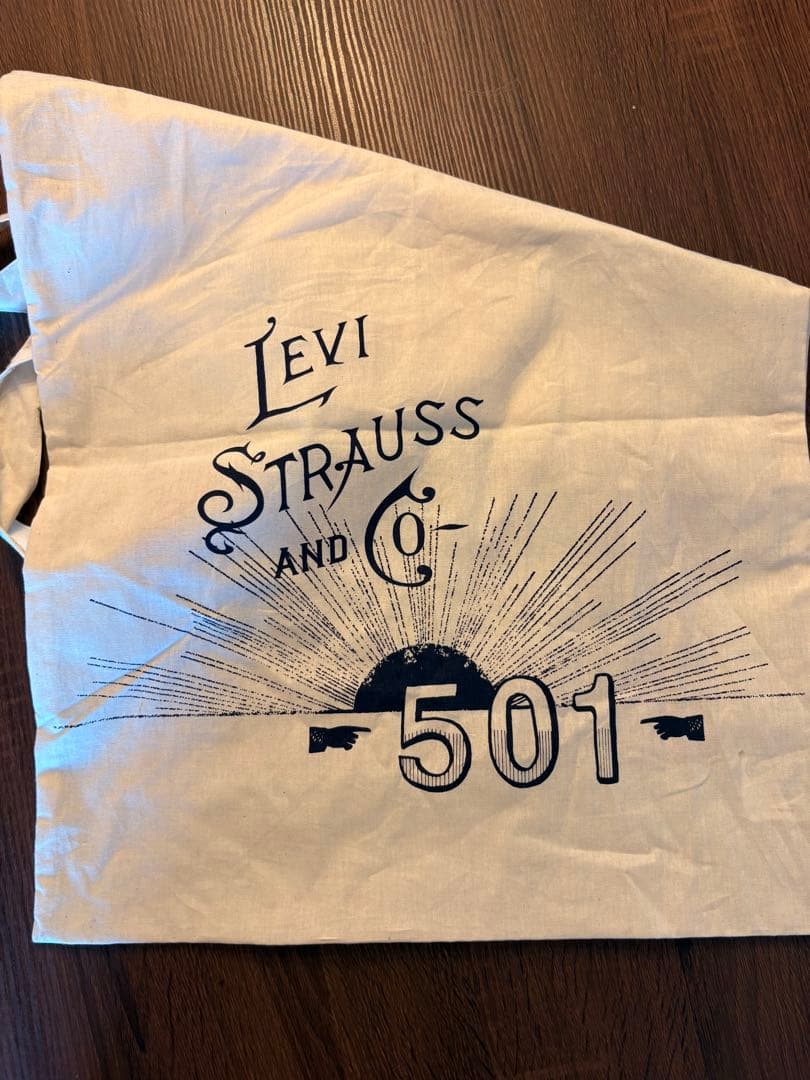 LEVI
STRAUSS
AND CO-
501